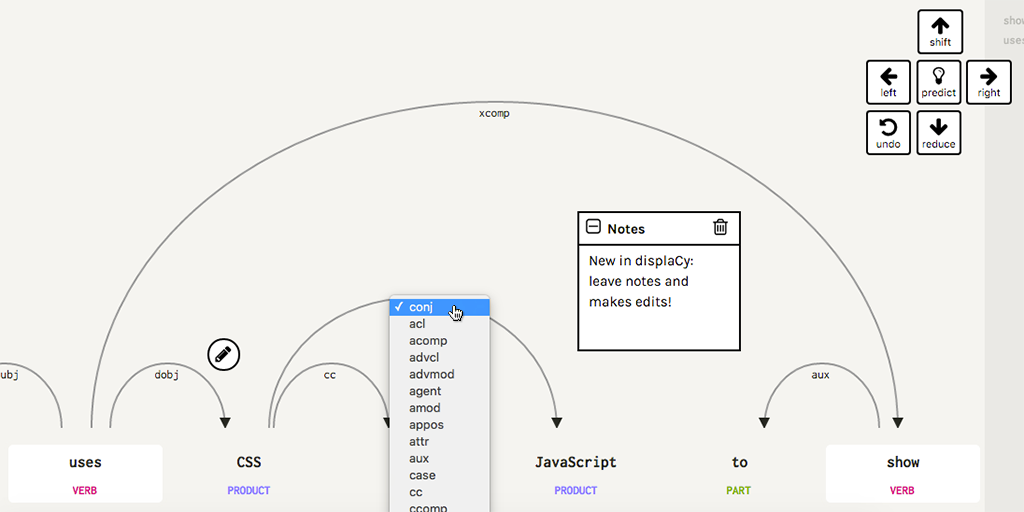 shift
left predict right
undo reduce
xcomp
Notes
New in displaCy:
leave notes and
makes edits!
ubj
dobj
cc
✓ conj
acl
acomp
advcl
advmod
agent
amod
appos
attr
aux
case
cc
ccomp
aux
uses CSS JavaScript to show
VERB PRODUCT PRODUCT PART VERB
show
uses